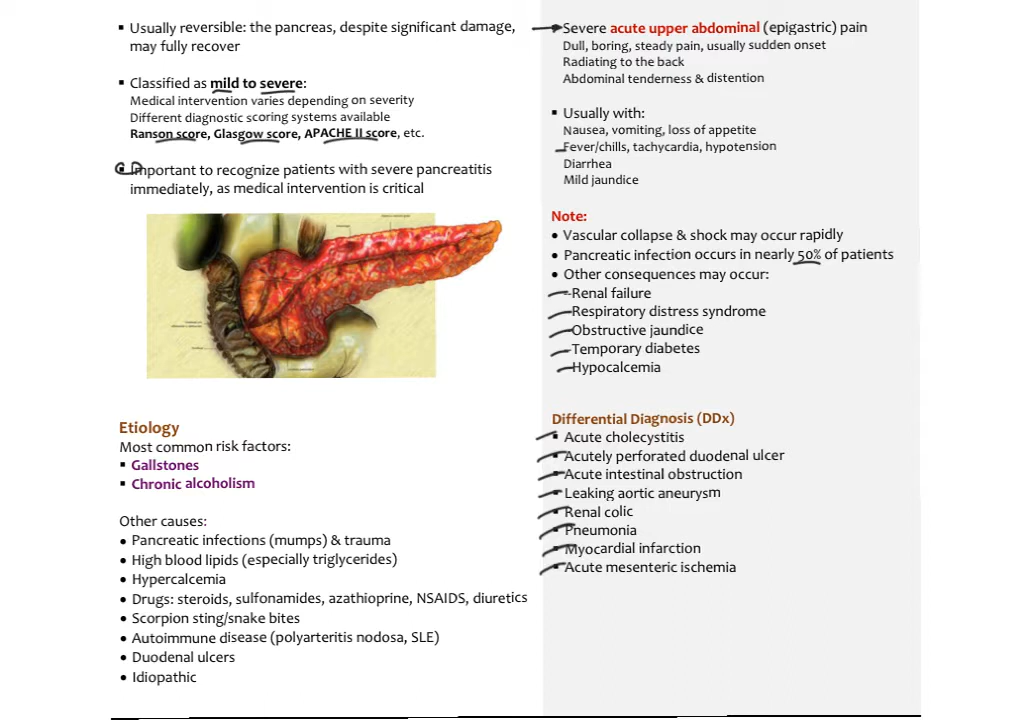 ▪ Usually reversible: the pancreas, despite significant damage,
may fully recover
▪ Classified as mild to severe:
Medical intervention varies depending on severity
Different diagnostic scoring systems available
Ranson score, Glasgow score, APACHE II score, etc.
Important to recognize patients with severe pancreatitis
immediately, as medical intervention is critical
Etiology
Most common risk factors:
▪ Gallstones
▪ Chronic alcoholism
Other causes:
• Pancreatic infections (mumps) & trauma
• High blood lipids (especially triglycerides)
• Hypercalcemia
• Drugs: steroids, sulfonamides, azathioprine, NSAIDS, diuretics
• Scorpion sting/snake bites
• Autoimmune disease (polyarteritis nodosa, SLE)
• Duodenal ulcers
• Idiopathic
Severe acute upper abdominal (epigastric) pain
Dull, boring, steady pain, usually sudden onset
Radiating to the back
Abdominal tenderness & distention
▪ Usually with:
Nausea, vomiting, loss of appetite
Fever/chills, tachycardia, hypotension
Diarrhea
Mild jaundice
Note:
• Vascular collapse & shock may occur rapidly
• Pancreatic infection occurs in nearly 50% of patients
• Other consequences may occur:
-Renal failure
-Respiratory distress syndrome
-Obstructive jaundice
-Temporary diabetes
-Hypocalcemia
Differential Diagnosis (DDx)
▪ Acute cholecystitis
▪ Acutely perforated duodenal ulcer
▪ Acute intestinal obstruction
▪ Leaking aortic aneurysm
▪ Renal colic
▪ Pneumonia
▪ Myocardial infarction
▪ Acute mesenteric ischemia